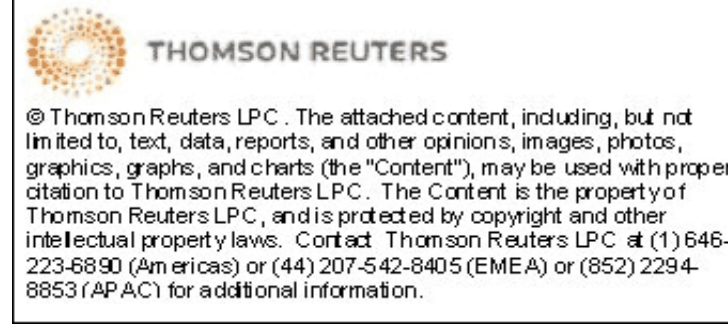 THOMSON REUTERS
© Thomson Reuters LPC. The attached content, including, but not
limited to, text, data, reports, and other opinions, images, photos,
graphics, graphs, and charts (the "Content"), may be used with proper
citation to Thomson Reuters LPC. The Content is the property of
Thomson Reuters LPC, and is protected by copyright and other
intellectual property laws. Contact Thomson Reuters LPC at (1) 646-
223-6890 (Americas) or (44) 207-542-8405 (EMEA) or (852) 2294-
8853 (APAC) for additional information.